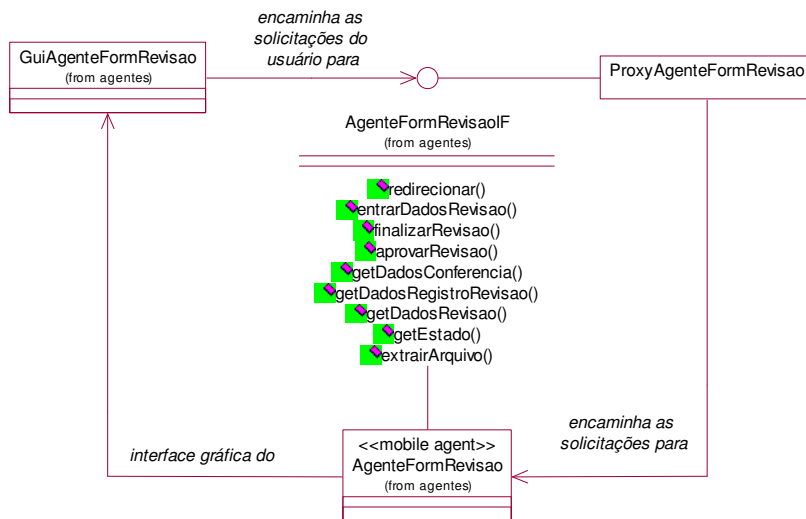 encaminha as
solicitações do
usuário para
GuiAgenteFormRevisao
(from agentes)
ProxyAgenteFormRevisao
AgenteFormRevisaoIF
(from agentes)
redirecionar()
entrarDadosRevisao()
finalizarRevisao()
aprovarRevisao()
getDadosConferencia()
getDadosRegistroRevisao()
getDadosRevisao()
getEstado()
extrairArquivo()
encaminha as
solicitações para
interface gráfica do
<<mobile agent>>
AgenteFormRevisao
(from agentes)